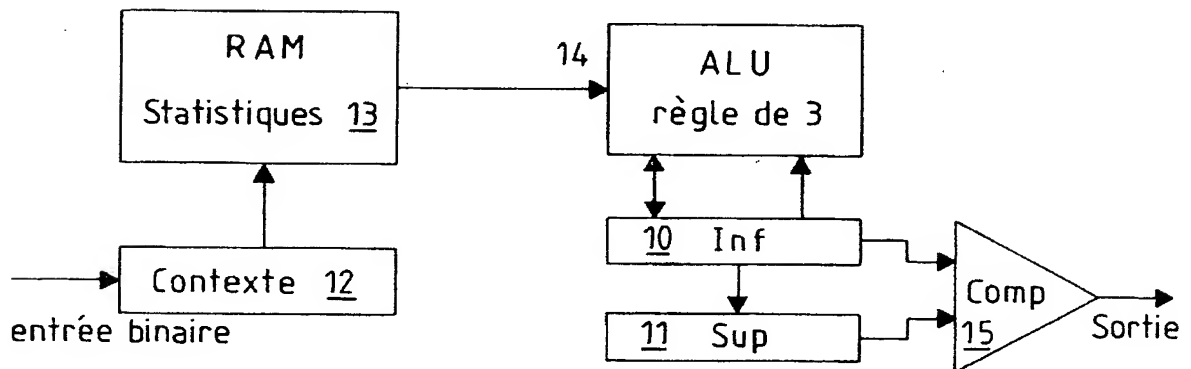 RAM
Statistiques 13
14
ALU
règle de 3
10 Inf
Contexte 12
entrée binaire
11 Sup
Comp
15
Sortie